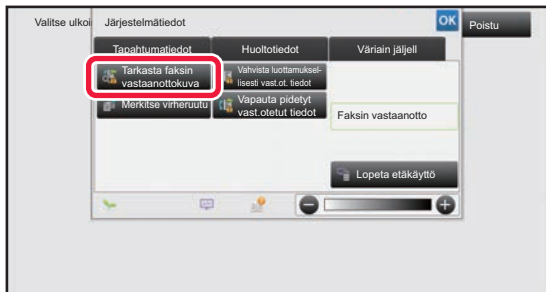 Valitse ulkoi
Järjestelmätiedot
OK
Poistu
Tapahtumatiedot
Huoltotiedot
Väriain jäljell
Tarkasta faksin
vastaanottokuva
Vahvista luottamuksel-
lisesti vast.ot. tiedot
Merkitse virheruutu
Vapauta pidetyt
vast.otetut tiedot
Faksin vastaanotto
Lopeta etäkäyttö